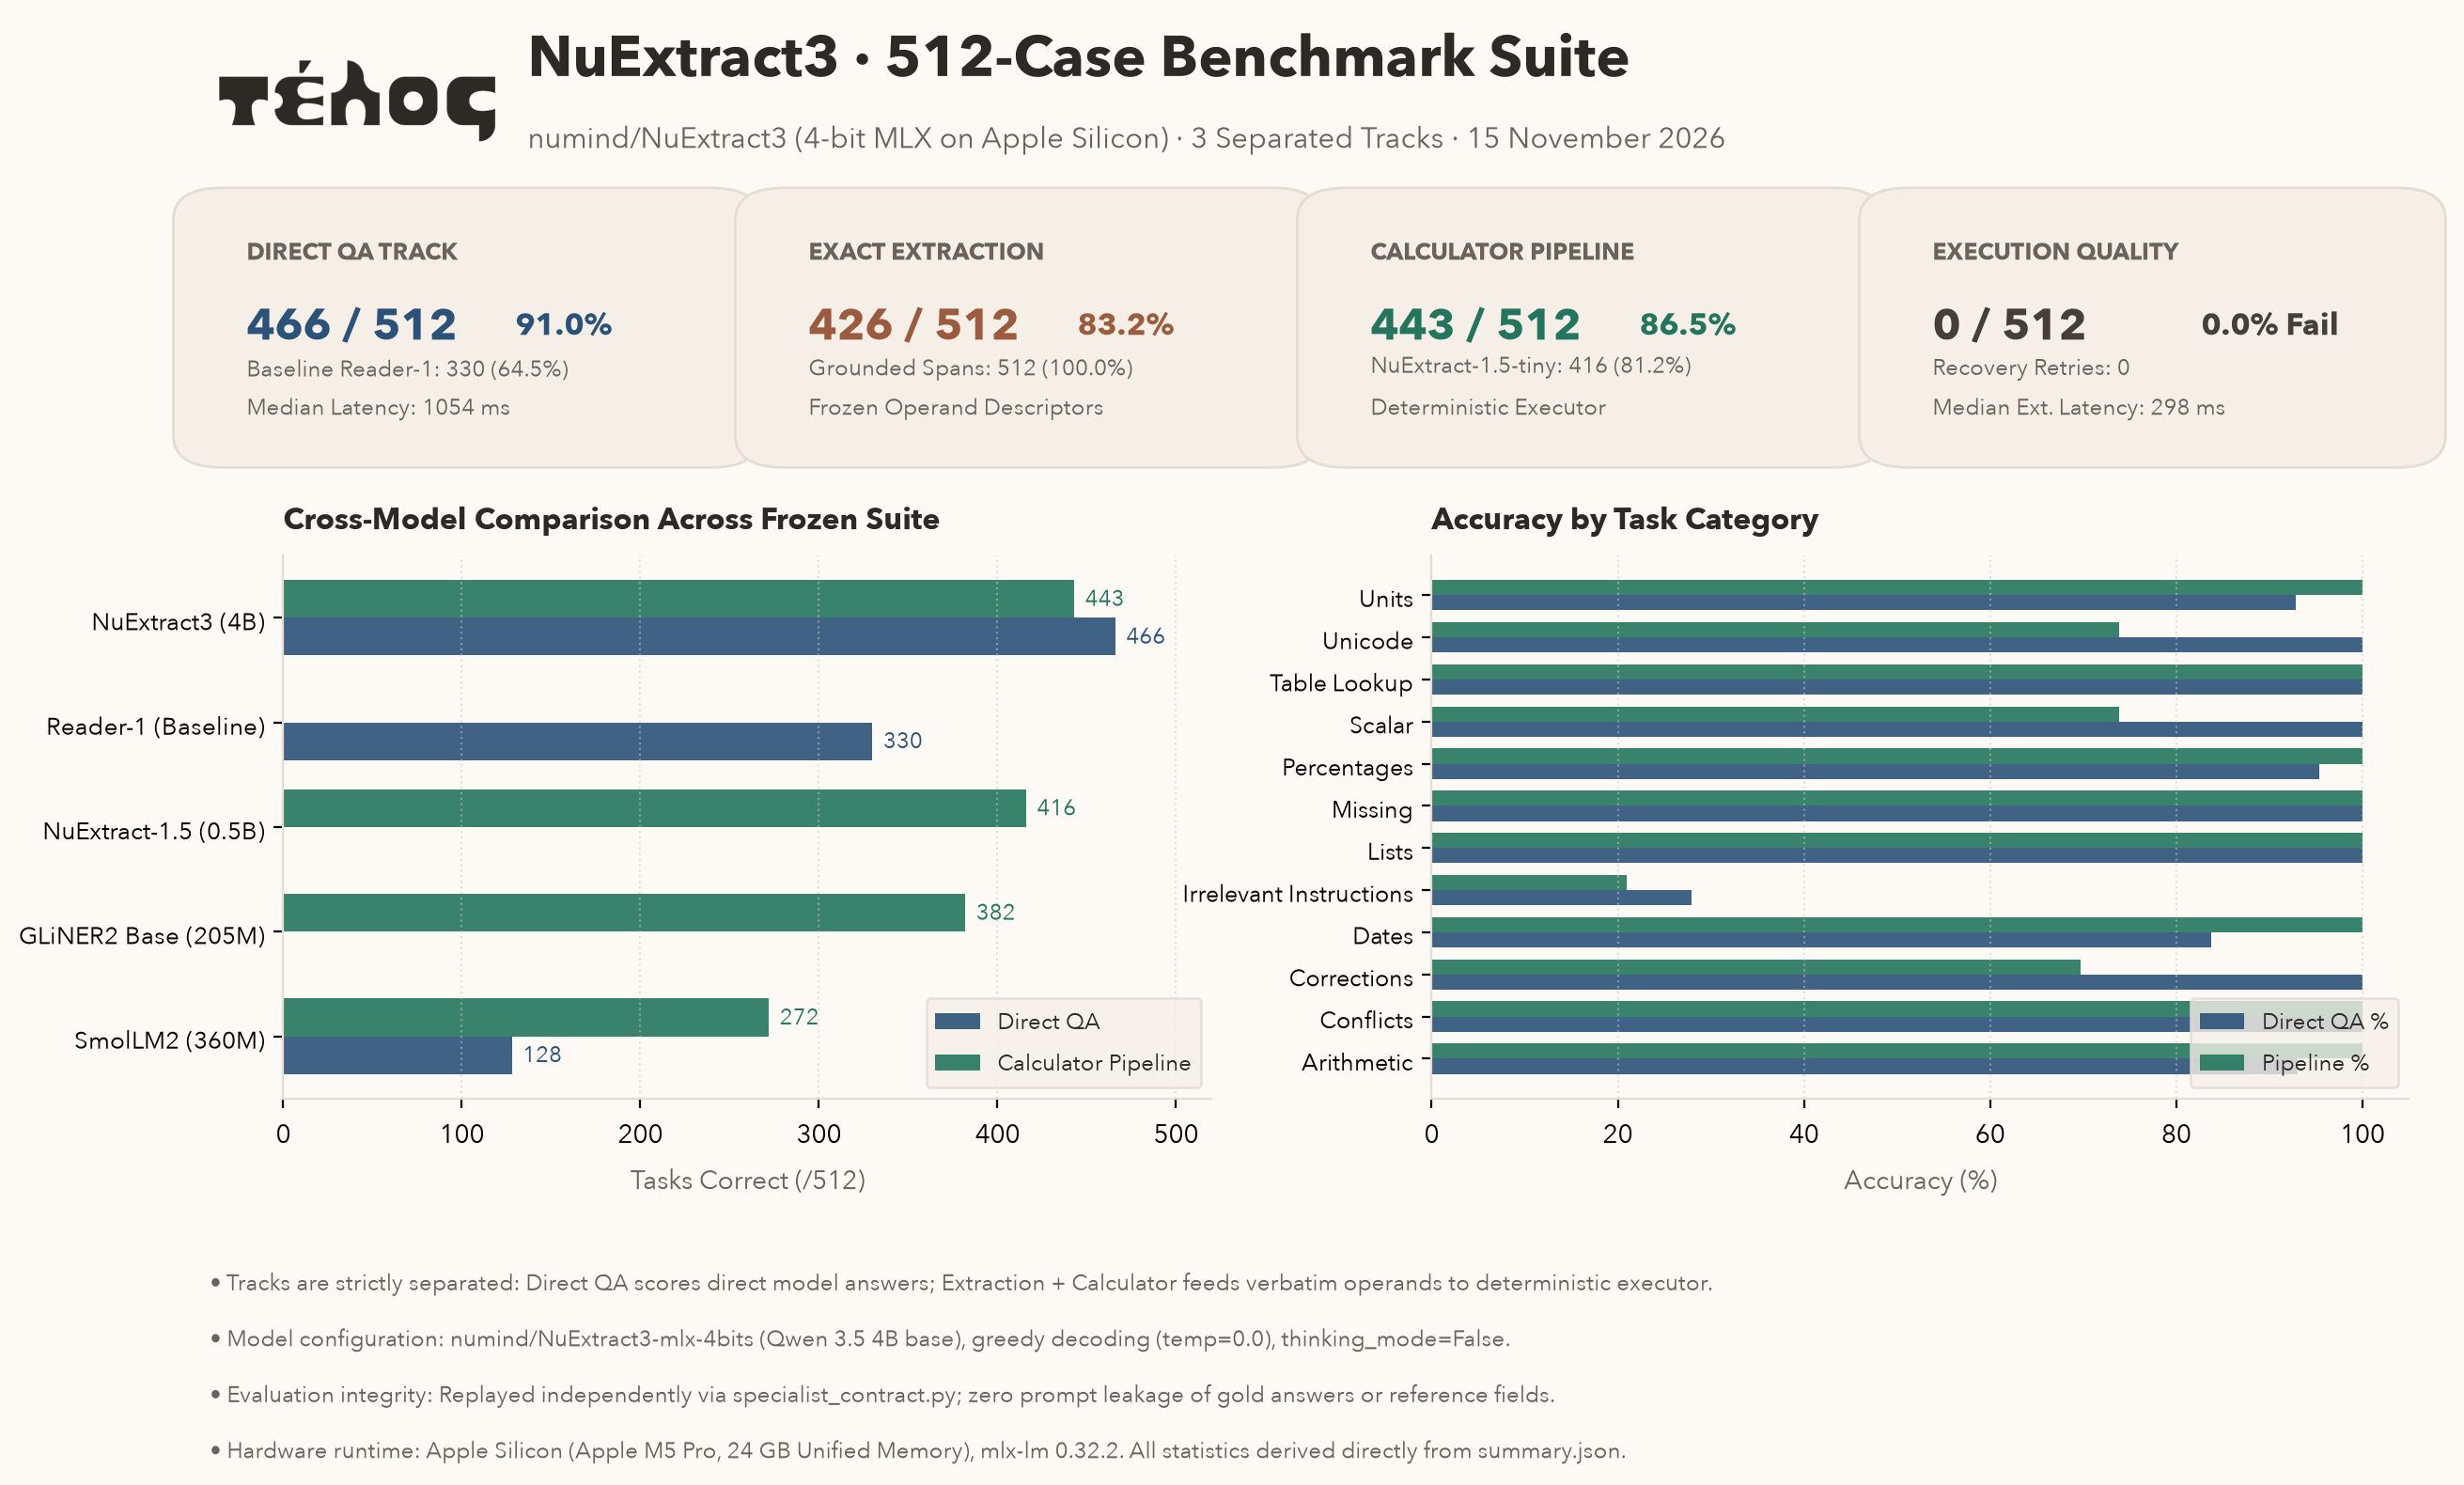 τέλος
NuExtract3 · 512-Case Benchmark Suite
numind/NuExtract3 (4-bit MLX on Apple Silicon) · 3 Separated Tracks · 15 November 2026
DIRECT QA TRACK
466 / 512 91.0%
Baseline Reader-1: 330 (64.5%)
Median Latency: 1054 ms
EXACT EXTRACTION
426 / 512 83.2%
Grounded Spans: 512 (100.0%)
Frozen Operand Descriptors
CALCULATOR PIPELINE
443 / 512 86.5%
NuExtract-1.5-tiny: 416 (81.2%)
Deterministic Executor
EXECUTION QUALITY
0 / 512 0.0% Fail
Recovery Retries: 0
Median Ext. Latency: 298 ms
Cross-Model Comparison Across Frozen Suite
NuExtract3 (4B)
443
466
Reader-1 (Baseline)
330
NuExtract-1.5 (0.5B)
416
GLiNER2 Base (205M)
382
SmolLM2 (360M)
272
128
Direct QA
Calculator Pipeline
0 100 200 300 400 500
Tasks Correct (/512)
Accuracy by Task Category
Units
Unicode
Table Lookup
Scalar
Percentages
Missing
Lists
Irrelevant Instructions
Dates
Corrections
Conflicts
Arithmetic
Direct QA %
Pipeline %
0 20 40 60 80 100
Accuracy (%)
• Tracks are strictly separated: Direct QA scores direct model answers; Extraction + Calculator feeds verbatim operands to deterministic executor.
• Model configuration: numind/NuExtract3-mlx-4bits (Qwen 3.5 4B base), greedy decoding (temp=0.0), thinking_mode=False.
• Evaluation integrity: Replayed independently via specialist_contract.py; zero prompt leakage of gold answers or reference fields.
• Hardware runtime: Apple Silicon (Apple M5 Pro, 24 GB Unified Memory), mlx-lm 0.32.2. All statistics derived directly from summary.json.